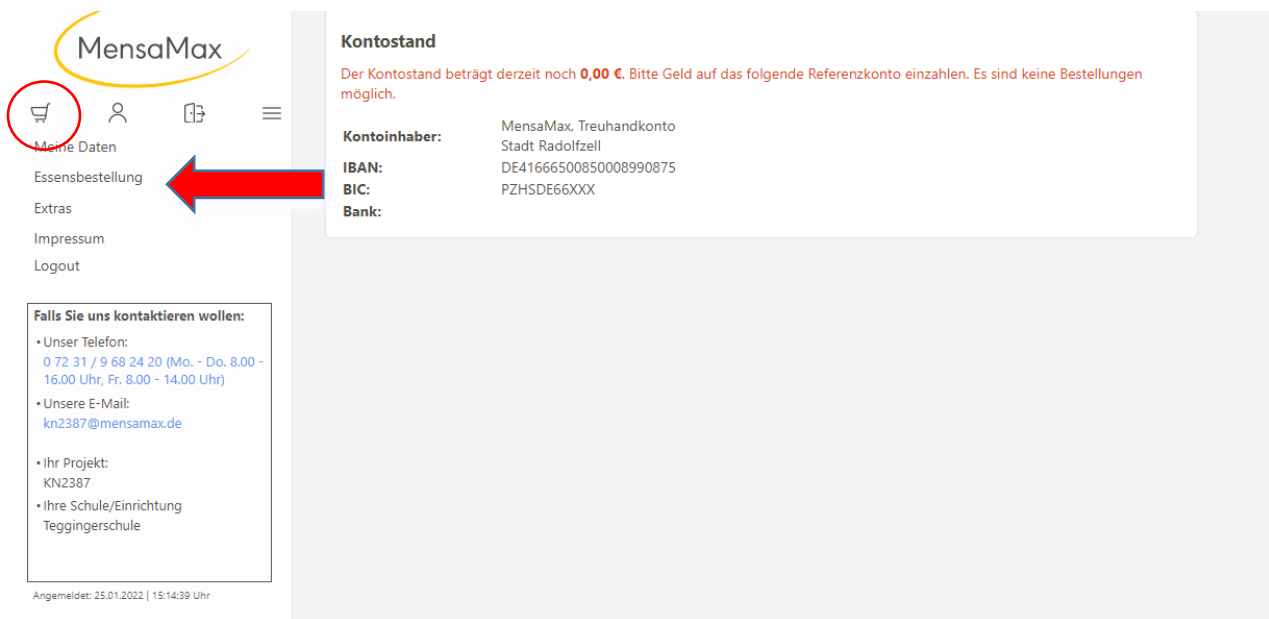 MensaMax
Meine Daten
Essensbestellung
Extras
Impressum
Logout
Falls Sie uns kontaktieren wollen:
• Unser Telefon:
0 72 31 / 9 68 24 20 (Mo. - Do. 8.00 -
16.00 Uhr, Fr. 8.00 - 14.00 Uhr)
• Unsere E-Mail:
kn2387@mensamax.de
• Ihr Projekt:
KN2387
• Ihre Schule/Einrichtung
Teggingerschule
Angemeldet: 25.01.2022 | 15:14:39 Uhr
Kontostand
Der Kontostand beträgt derzeit noch 0,00 €. Bitte Geld auf das folgende Referenzkonto einzahlen. Es sind keine Bestellungen
möglich.
Kontoinhaber: MensaMax, Treuhandkonto
Stadt Radolfzell
IBAN: DE41666500850008990875
BIC: PZHSDE66XXX
Bank: